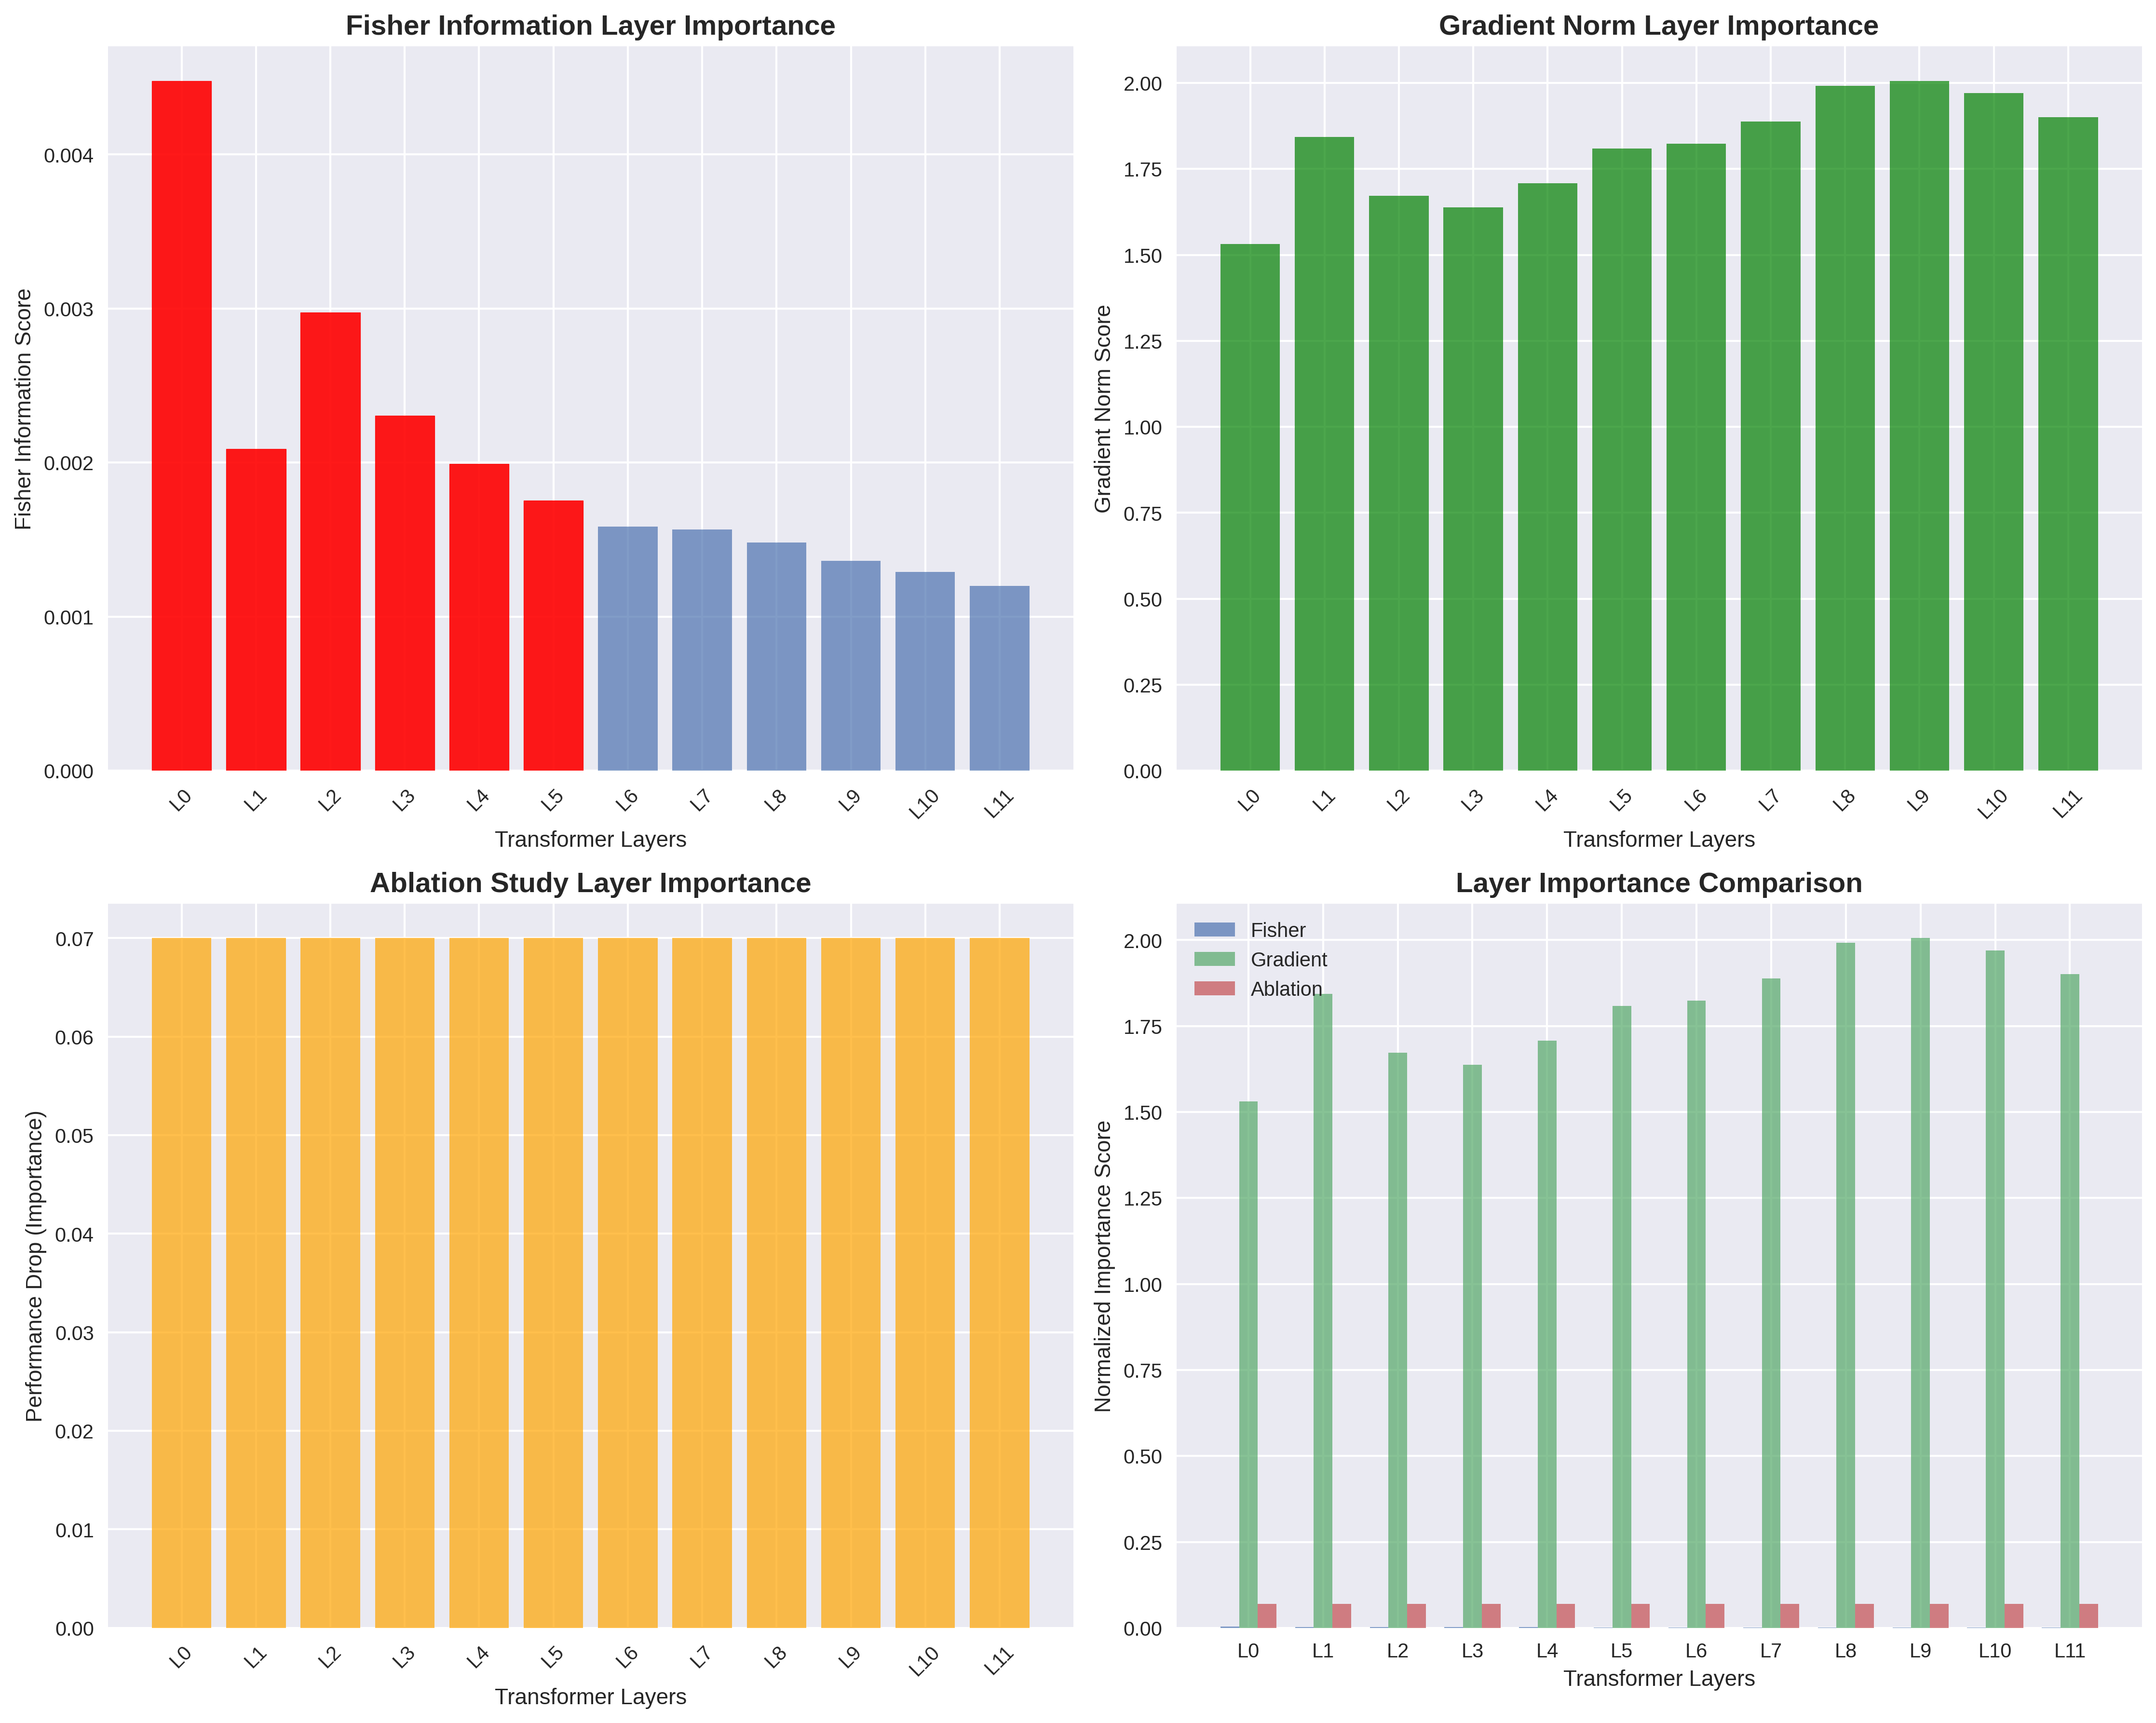 Fisher Information Layer Importance
Fisher Information Score
0.004
0.003
0.002
0.001
0.000
L0 L1 L2 L3 L4 L5 L6 L7 L8 L9 L10 L11
Transformer Layers
Gradient Norm Layer Importance
Gradient Norm Score
2.00
1.75
1.50
1.25
1.00
0.75
0.50
0.25
0.00
L0 L1 L2 L3 L4 L5 L6 L7 L8 L9 L10 L11
Transformer Layers
Ablation Study Layer Importance
Performance Drop (Importance)
0.07
0.06
0.05
0.04
0.03
0.02
0.01
0.00
L0 L1 L2 L3 L4 L5 L6 L7 L8 L9 L10 L11
Transformer Layers
Layer Importance Comparison
Fisher
Gradient
Ablation
Normalized Importance Score
2.00
1.75
1.50
1.25
1.00
0.75
0.50
0.25
0.00
L0 L1 L2 L3 L4 L5 L6 L7 L8 L9 L10 L11
Transformer Layers